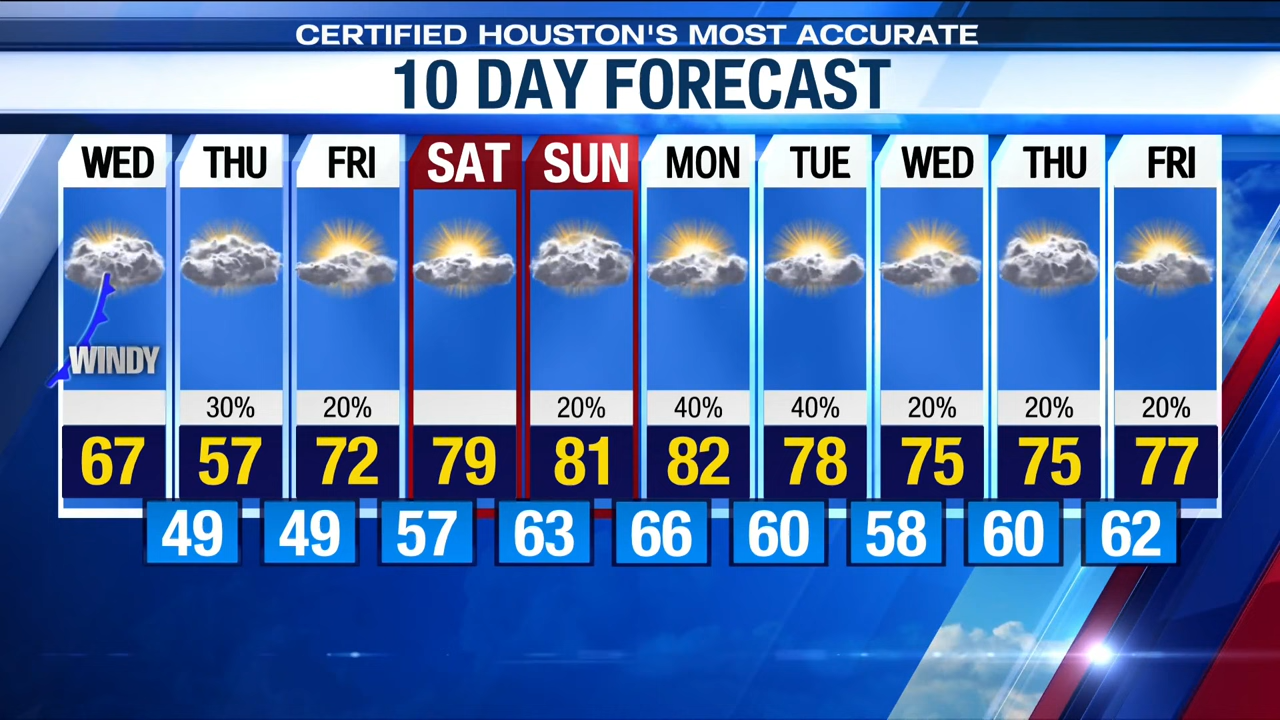 CERTIFIED HOUSTON'S MOST ACCURATE
10 DAY FORECAST
WED THU FRI SAT SUN MON TUE WED THU FRI
WINDY
30% 20% 20% 40% 40% 20% 20% 20%
67 57 72 79 81 82 78 75 75 77
49 49 57 63 66 60 58 60 62